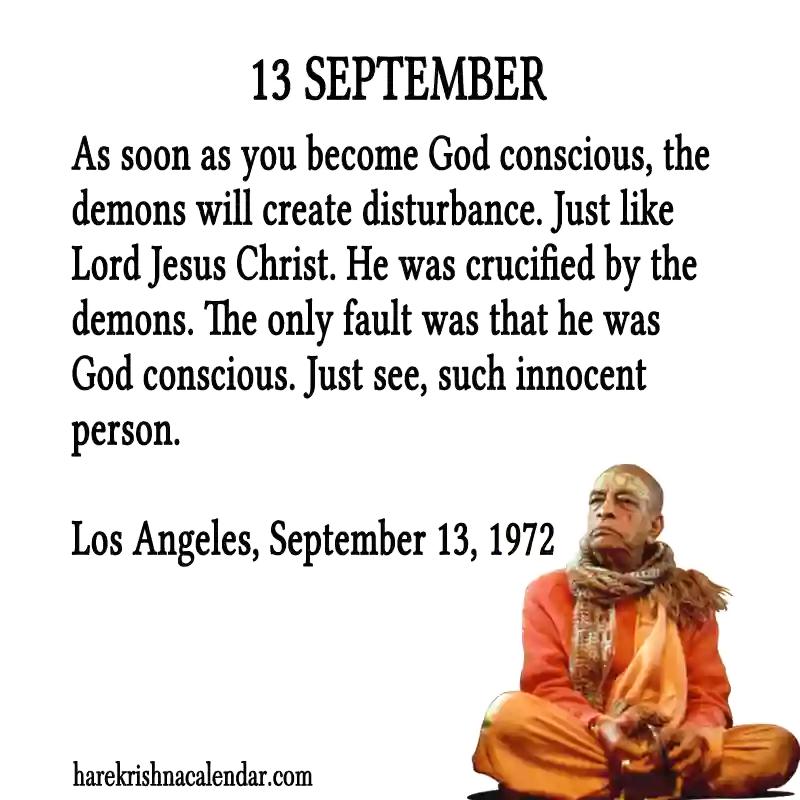 13 SEPTEMBER
As soon as you become God conscious, the
demons will create disturbance. Just like
Lord Jesus Christ. He was crucified by the
demons. The only fault was that he was
God conscious. Just see, such innocent
person.
Los Angeles, September 13, 1972
harekrishnacalendar.com